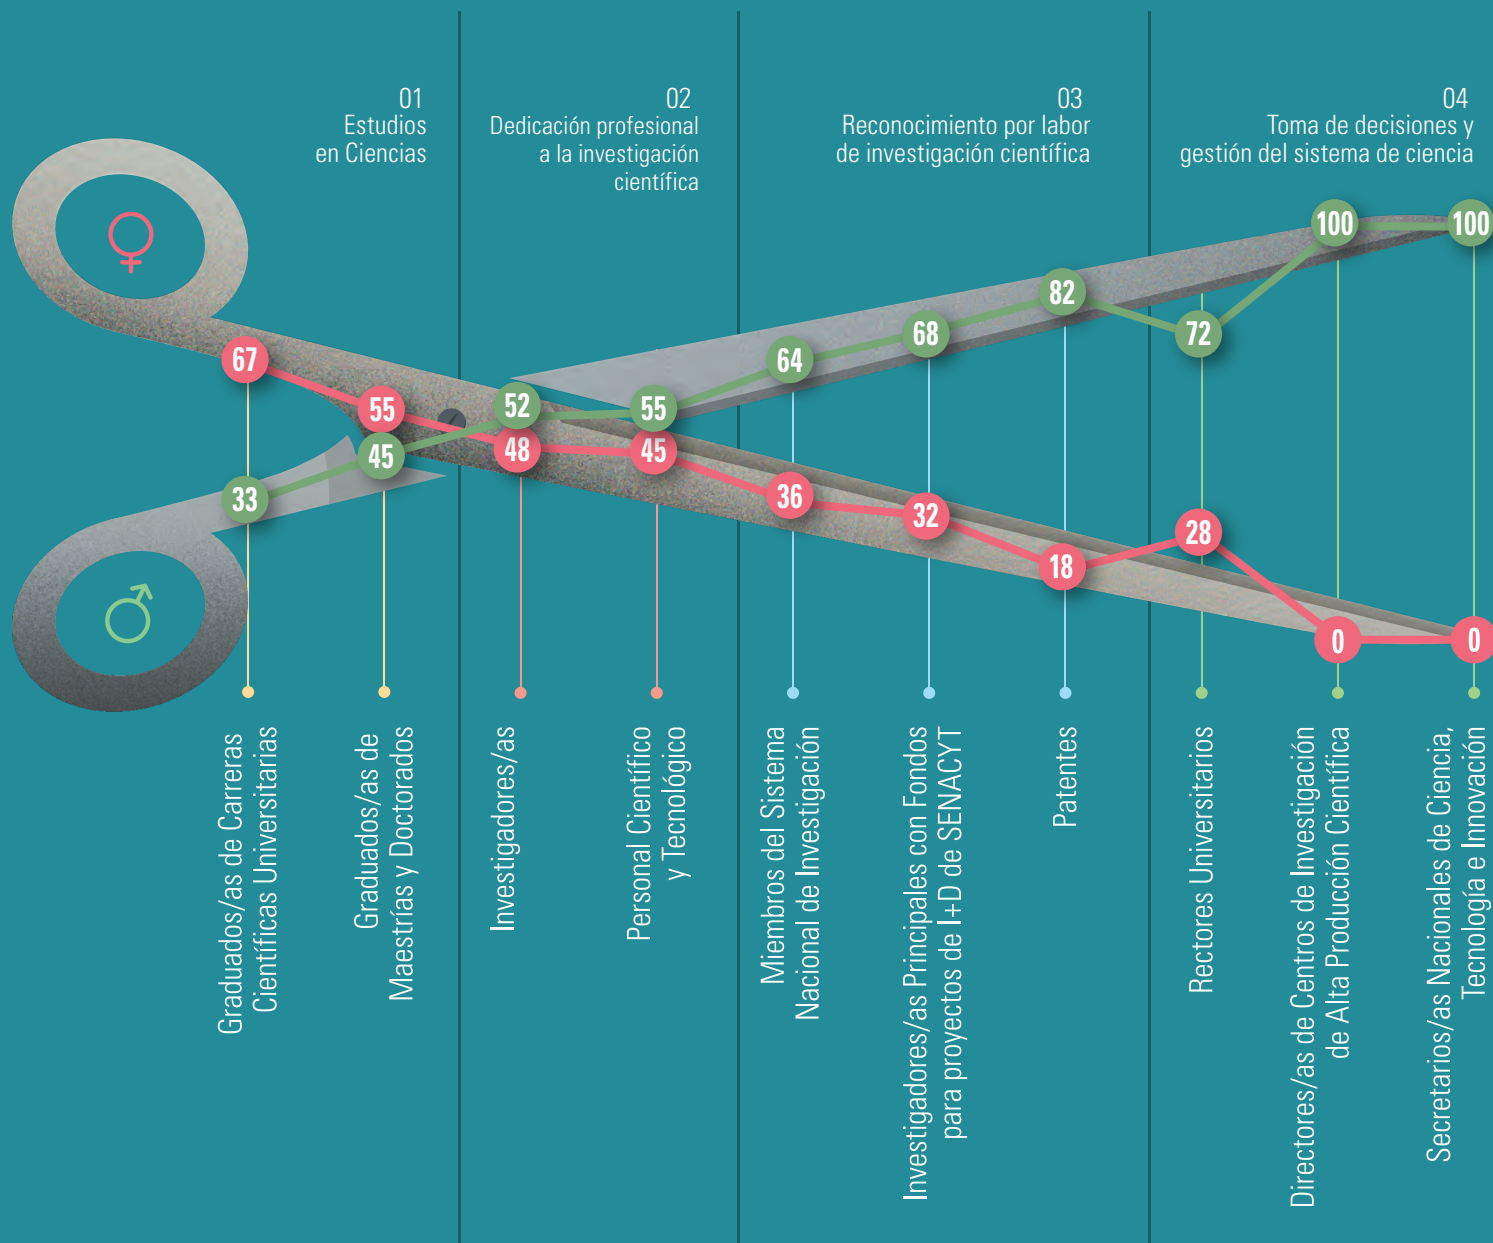 01
Estudios
en Ciencias
02
Dedicación profesional
a la investigación
científica
03
Reconocimiento por labor
de investigación científica
04
Toma de decisiones y
gestión del sistema de ciencia
67
55
52
48
55
45
45
33
64
36
68
32
82
18
72
28
100
0
100
0
Graduados/as de Carreras
Científicas Universitarias
Graduados/as de
Maestrías y Doctorados
Investigadores/as
Personal Científico
y Tecnológico
Miembros del Sistema
Nacional de Investigación
Investigadores/as Principales con Fondos
para proyectos de I+D de SENACYT
Patentes
Rectores Universitarios
Directores/as de Centros de Investigación
de Alta Producción Científica
Secretarios/as Nacionales de Ciencia,
Tecnología e Innovación